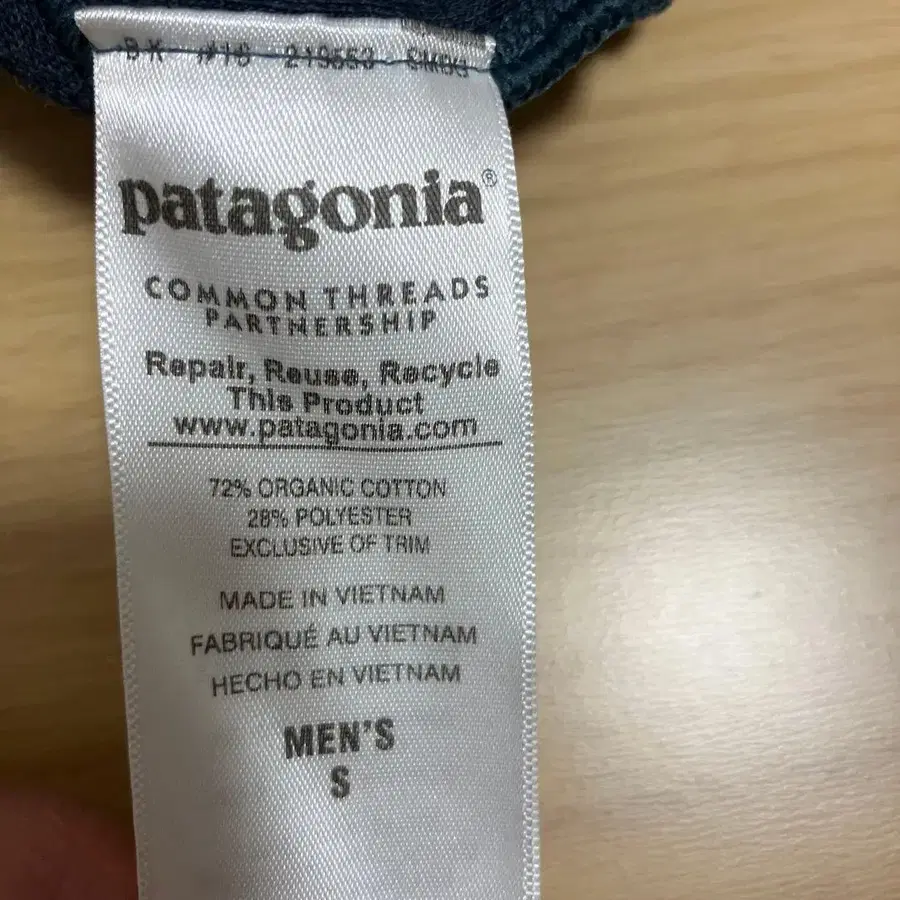 patagonia®
COMMON THREADS
PARTNERSHIP
Repair, Reuse, Recycle
This Product
www.patagonia.com
72% ORGANIC COTTON
28% POLYESTER
EXCLUSIVE OF TRIM
MADE IN VIETNAM
FABRIQUÉ AU VIETNAM
HECHO EN VIETNAM
MEN'S
S